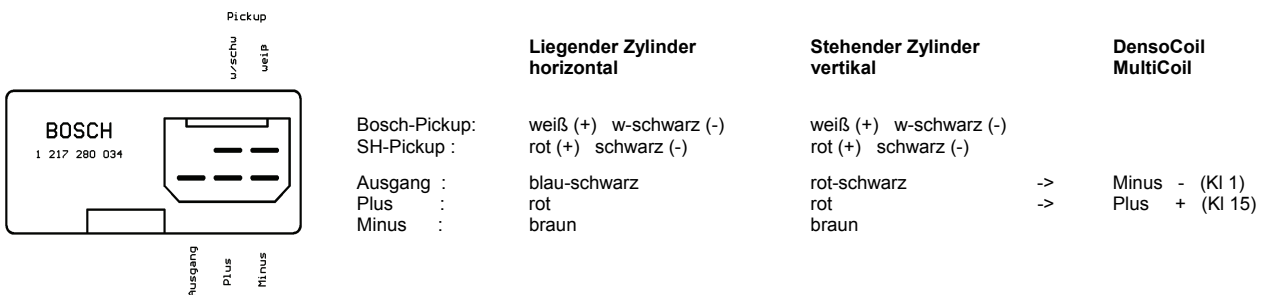 Pickup
w/schw
weiß
BOSCH
1 217 280 034
Ausgang
Plus
Minus
Liegender Zylinder horizontal
Stehender Zylinder vertikal
DensoCoil MultiCoil
Bosch-Pickup: weiß (+) w-schwarz (-) weiß (+) w-schwarz (-)
SH-Pickup : rot (+) schwarz (-) rot (+) schwarz (-)
Ausgang : blau-schwarz rot-schwarz -> Minus - (Kl 1)
Plus : rot rot -> Plus + (Kl 15)
Minus : braun braun